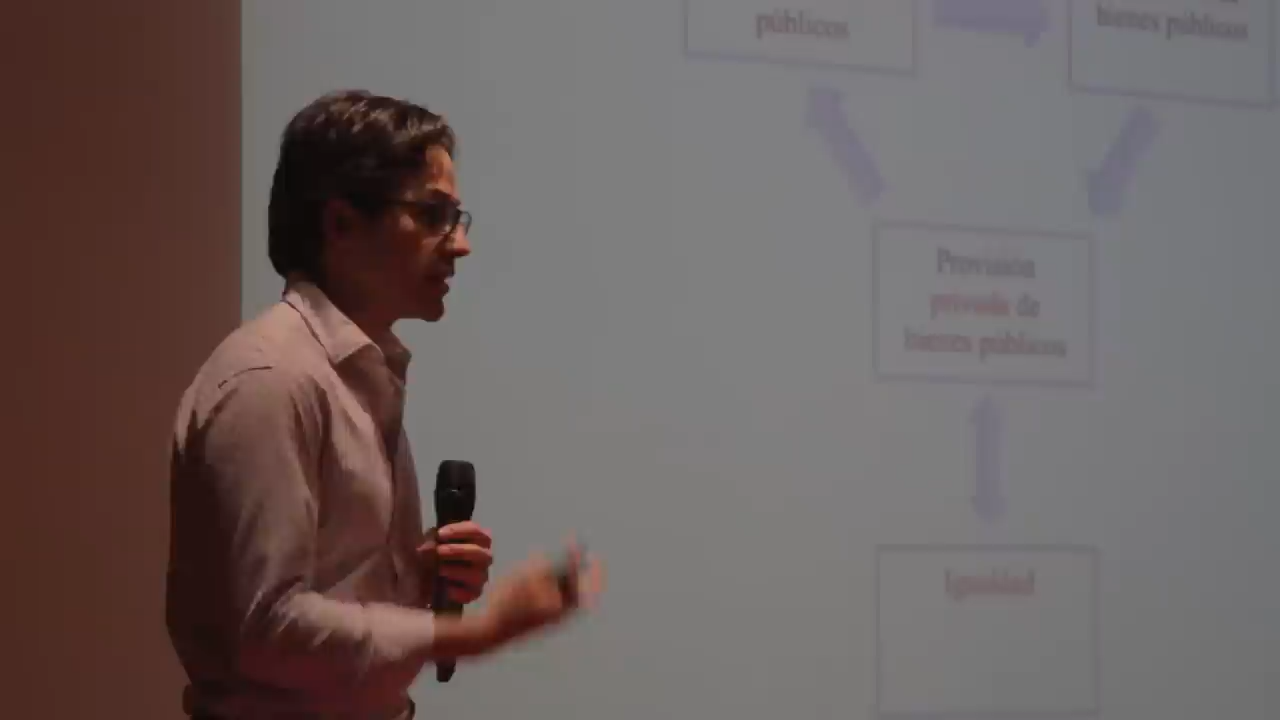 públicos
bienes públicos
Provisión
privada de
bienes públicos
Igualdad